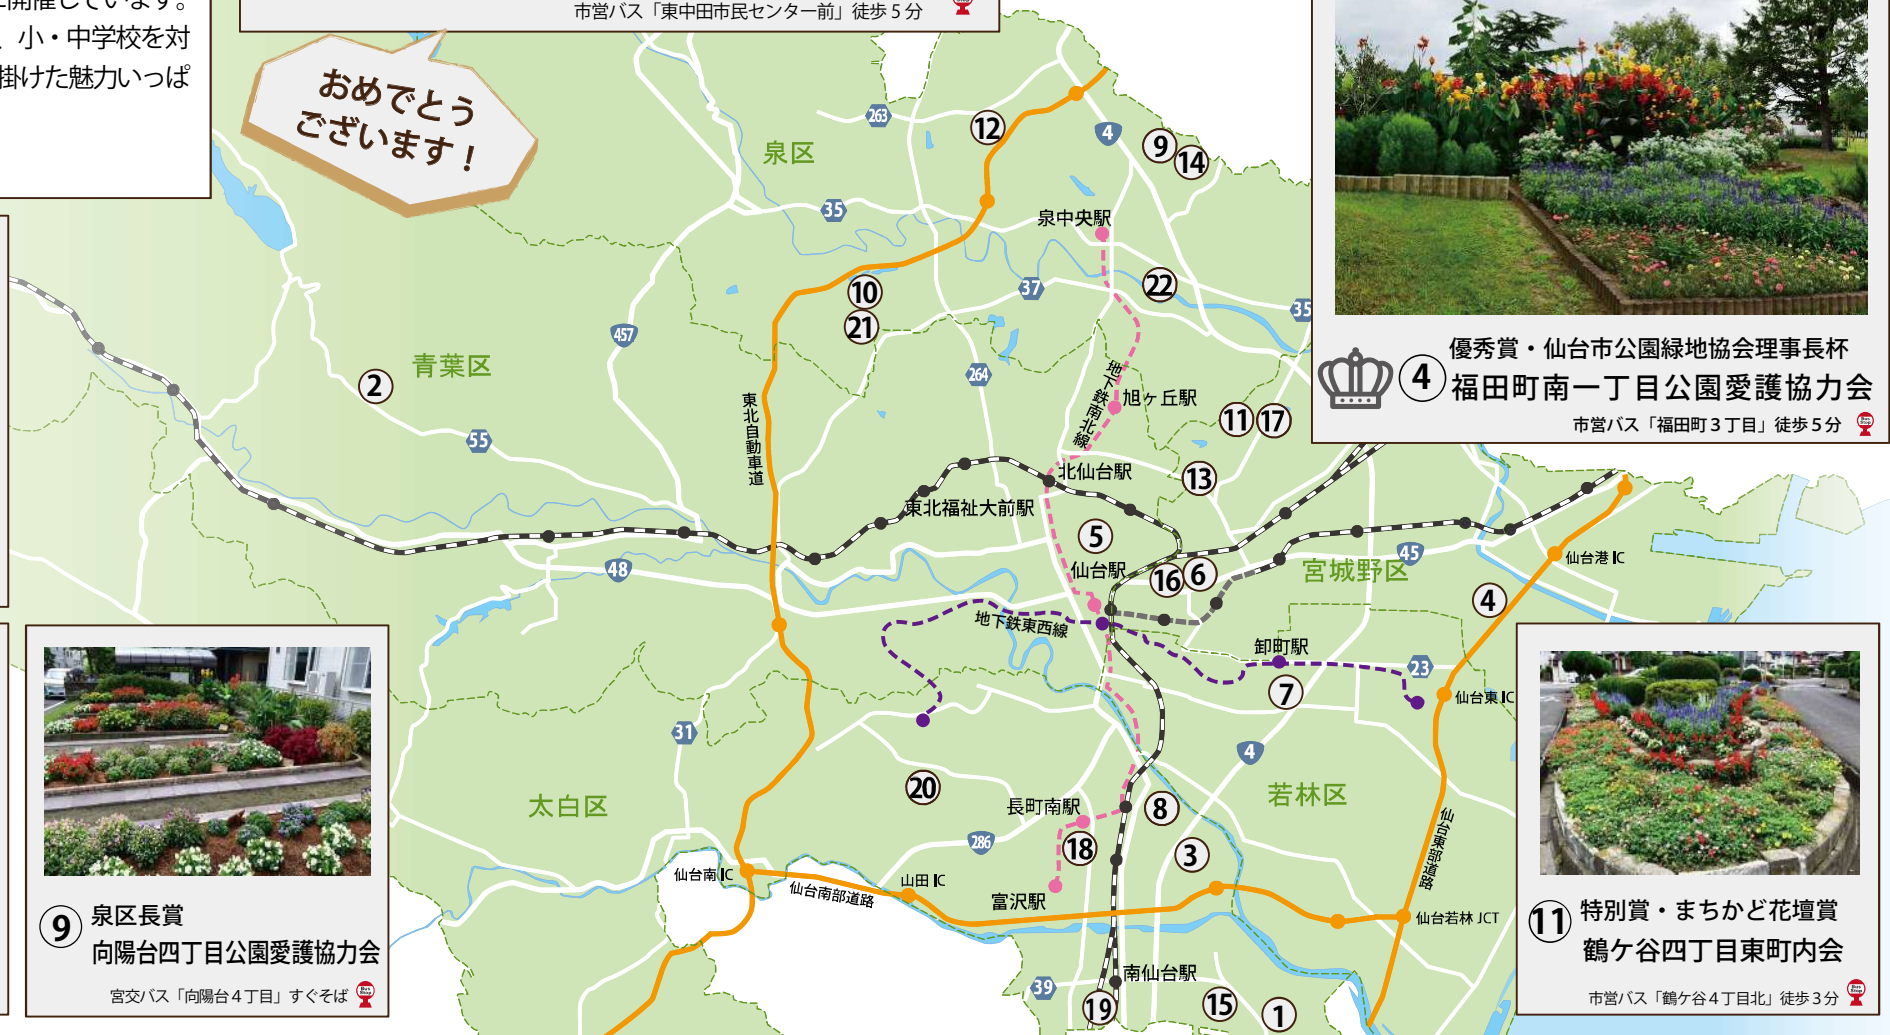 に開催しています。
、小・中学校を対
掛けた魅力いっぱ
市営バス「東中田市民センター前」徒歩5分
おめでとう
ございます！
優秀賞・仙台市公園緑地協会理事長杯
④ 福田町南一丁目公園愛護協力会
市営バス「福田町3丁目」徒歩5分
263
⑫
4
⑨
⑭
泉区
35
泉中央駅
⑩
37
㉒
35
㉑
457
青葉区
②
264
地下鉄南北線
旭ヶ丘駅
東北自動車道
⑪
⑰
55
北仙台駅
⑬
東北福祉大前駅
⑤
48
仙台駅
⑯
⑥
宮城野区
45
仙台港IC
④
地下鉄東西線
卸町駅
23
⑦
仙台東IC
31
4
太白区
⑳
長町南駅
⑧
若林区
286
⑱
③
仙台東部道路
仙台南IC
仙台南部道路
山田IC
富沢駅
仙台若林JCT
南仙台駅
39
⑲
⑮
①
⑨ 泉区長賞
向陽台四丁目公園愛護協力会
宮交バス「向陽台4丁目」すぐそば
⑪ 特別賞・まちかど花壇賞
鶴ケ谷四丁目東町内会
市営バス「鶴ケ谷4丁目北」徒歩3分